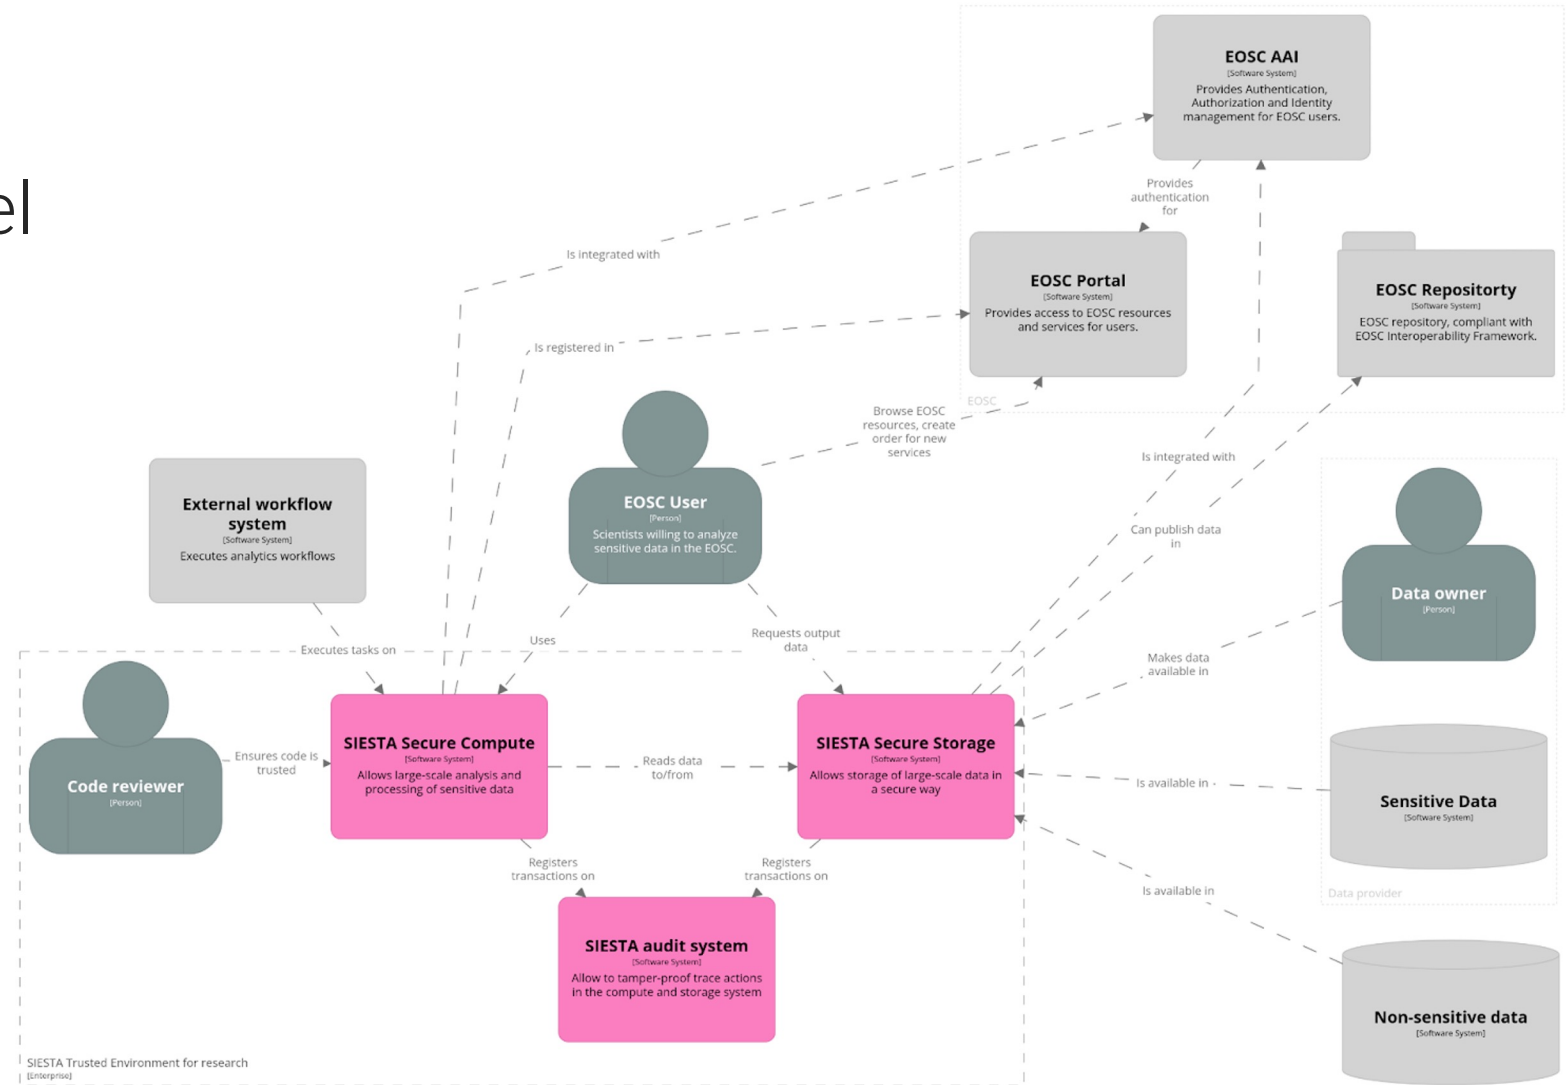 el
EOSC AAI
[Software System]
Provides Authentication,
Authorization and Identity
management for EOSC users.
Provides
authentication
for
Is integrated with
EOSC Portal
[Software System]
Provides access to EOSC resources
and services for users.
EOSC Repositorty
[Software System]
EOSC repository, compliant with
EOSC Interoperability Framework.
Is registered in
EOSC
Browse EOSC
resources, create
order for new
services
Is integrated with
External workflow
system
[Software System]
Executes analytics workflows
EOSC User
[Person]
Scientists willing to analyze
sensitive data in the EOSC.
Can publish data
in
Data owner
[Person]
Executes tasks on
Uses
Requests output
data
Makes data
available in
Code reviewer
[Person]
Ensures code is
trusted
SIESTA Secure Compute
[Software System]
Allows large-scale analysis and
processing of sensitive data
Reads data
to/from
SIESTA Secure Storage
[Software System]
Allows storage of large-scale data in
a secure way
Is available in
Sensitive Data
[Software System]
Data provider
Registers
transactions on
Registers
transactions on
Is available in
SIESTA audit system
[Software System]
Allow to tamper-proof trace actions
in the compute and storage system
Non-sensitive data
[Software System]
SIESTA Trusted Environment for research
[Enterprise]